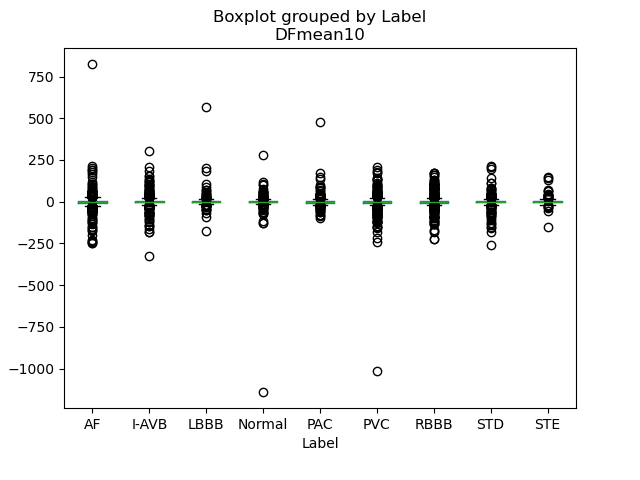 Boxplot grouped by Label
DFmean10
750
500
250
0
−250
−500
−750
−1000
AF I-AVB LBBB Normal PAC PVC RBBB STD STE
Label